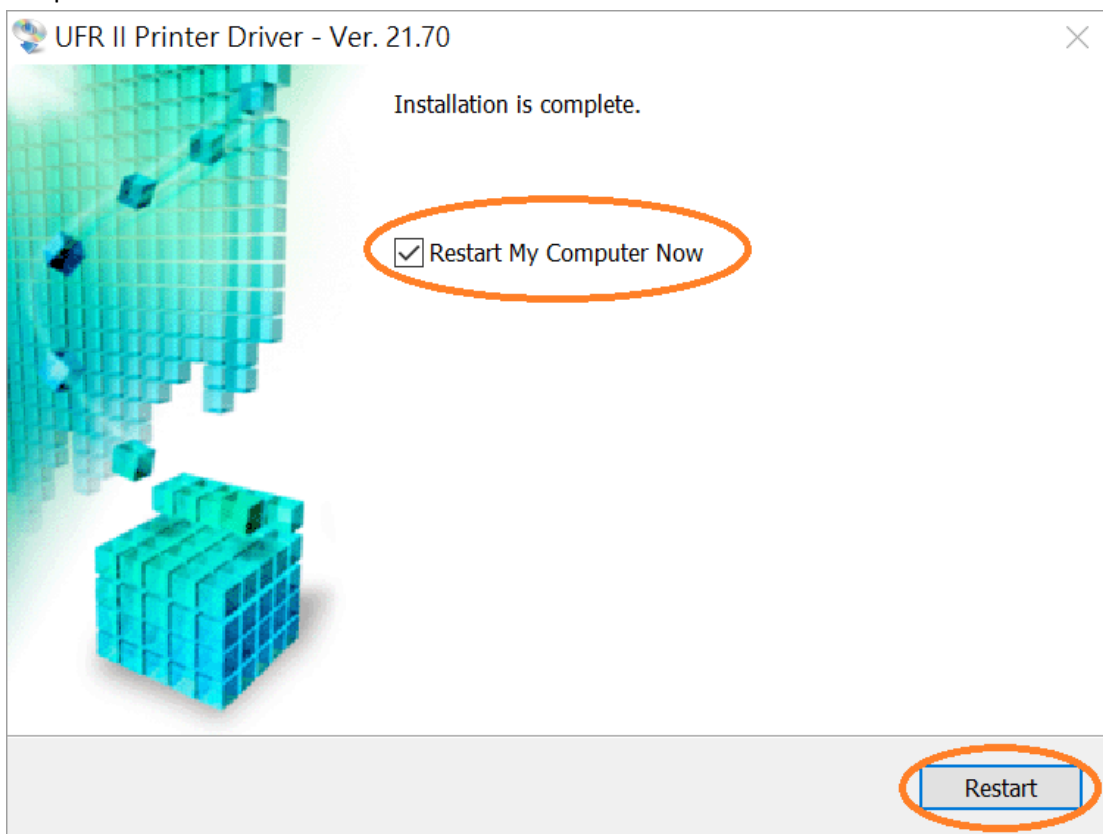 UFR II Printer Driver - Ver. 21.70
Installation is complete.
Restart My Computer Now
Restart